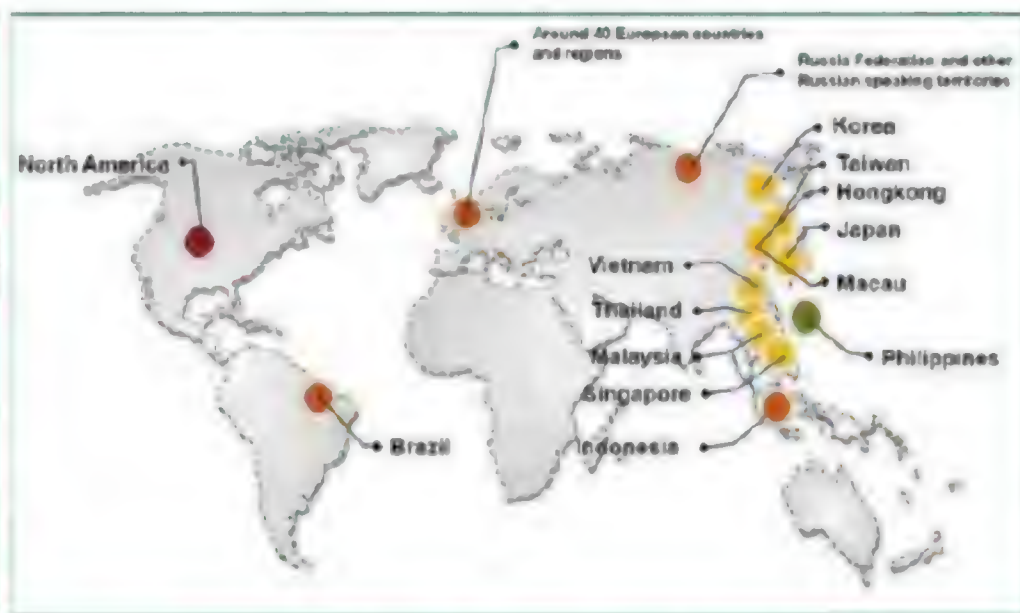 Around 40 European countries
and regions
Russia Federation and other
Russian speaking territories
Korea
North America
Taiwan
Hongkong
Japan
Vietnam
Macau
Thailand
Malaysia
Philippines
Singapore
Brazil
Indonesia